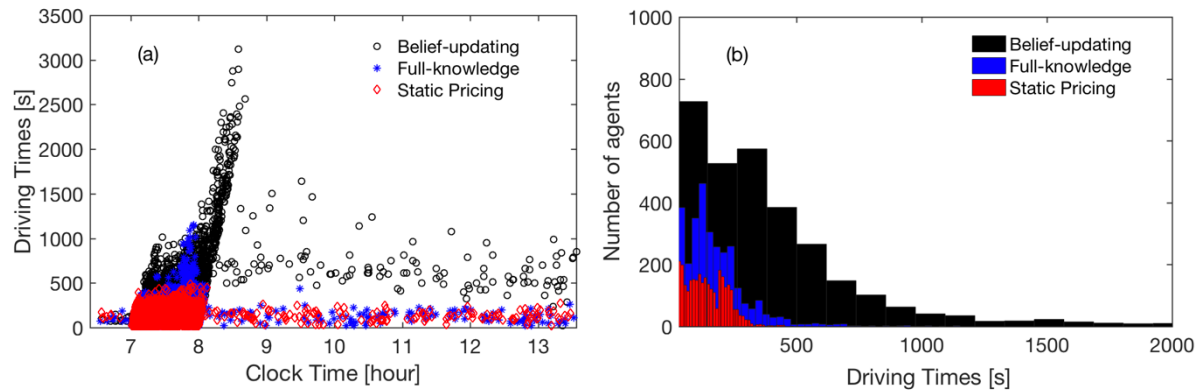 (a)
Belief-updating
Full-knowledge
Static Pricing
Driving Times [s]
3500
3000
2500
2000
1500
1000
500
0
7 8 9 10 11 12 13
Clock Time [hour]
(b)
Belief-updating
Full-knowledge
Static Pricing
Number of agents
1000
800
600
400
200
0
500 1000 1500 2000
Driving Times [s]